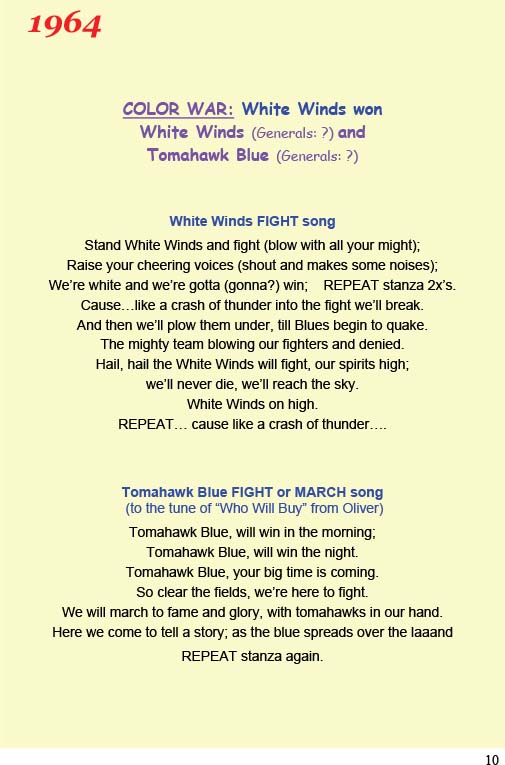 1964
COLOR WAR: White Winds won
White Winds (Generals: ?) and
Tomahawk Blue (Generals: ?)
White Winds FIGHT song
Stand White Winds and fight (blow with all your might);
Raise your cheering voices (shout and makes some noises);
We’re white and we’re gotta (gonna?) win; REPEAT stanza 2x’s.
Cause…like a crash of thunder into the fight we’ll break.
And then we’ll plow them under, till Blues begin to quake.
The mighty team blowing our fighters and denied.
Hail, hail the White Winds will fight, our spirits high;
we’ll never die, we’ll reach the sky.
White Winds on high.
REPEAT… cause like a crash of thunder….
Tomahawk Blue FIGHT or MARCH song
(to the tune of “Who Will Buy” from Oliver)
Tomahawk Blue, will win in the morning;
Tomahawk Blue, will win the night.
Tomahawk Blue, your big time is coming.
So clear the fields, we’re here to fight.
We will march to fame and glory, with tomahawks in our hand.
Here we come to tell a story; as the blue spreads over the laaand
REPEAT stanza again.
10